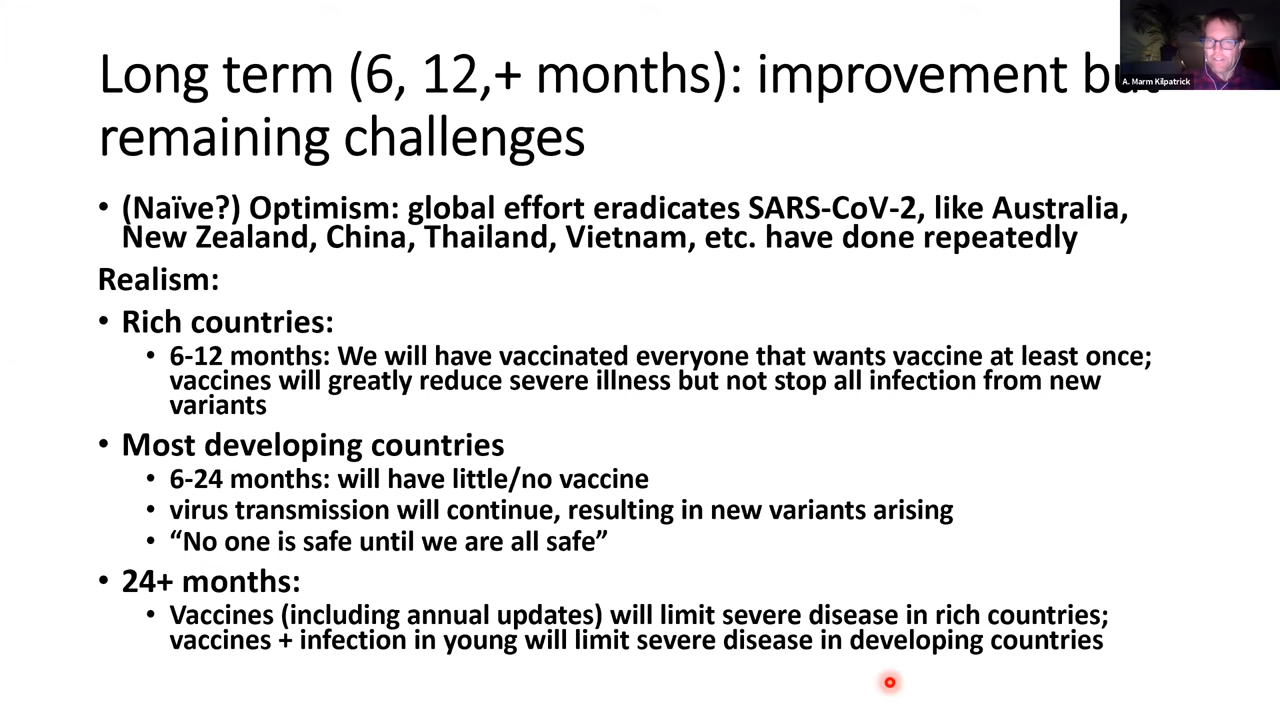 A. Marm Kilpatrick
Long term (6, 12,+ months): improvement but
remaining challenges
• (Naïve?) Optimism: global effort eradicates SARS-CoV-2, like Australia,
New Zealand, China, Thailand, Vietnam, etc. have done repeatedly
Realism:
• Rich countries:
• 6-12 months: We will have vaccinated everyone that wants vaccine at least once;
vaccines will greatly reduce severe illness but not stop all infection from new
variants
• Most developing countries
• 6-24 months: will have little/no vaccine
• virus transmission will continue, resulting in new variants arising
• “No one is safe until we are all safe”
• 24+ months:
• Vaccines (including annual updates) will limit severe disease in rich countries;
vaccines + infection in young will limit severe disease in developing countries